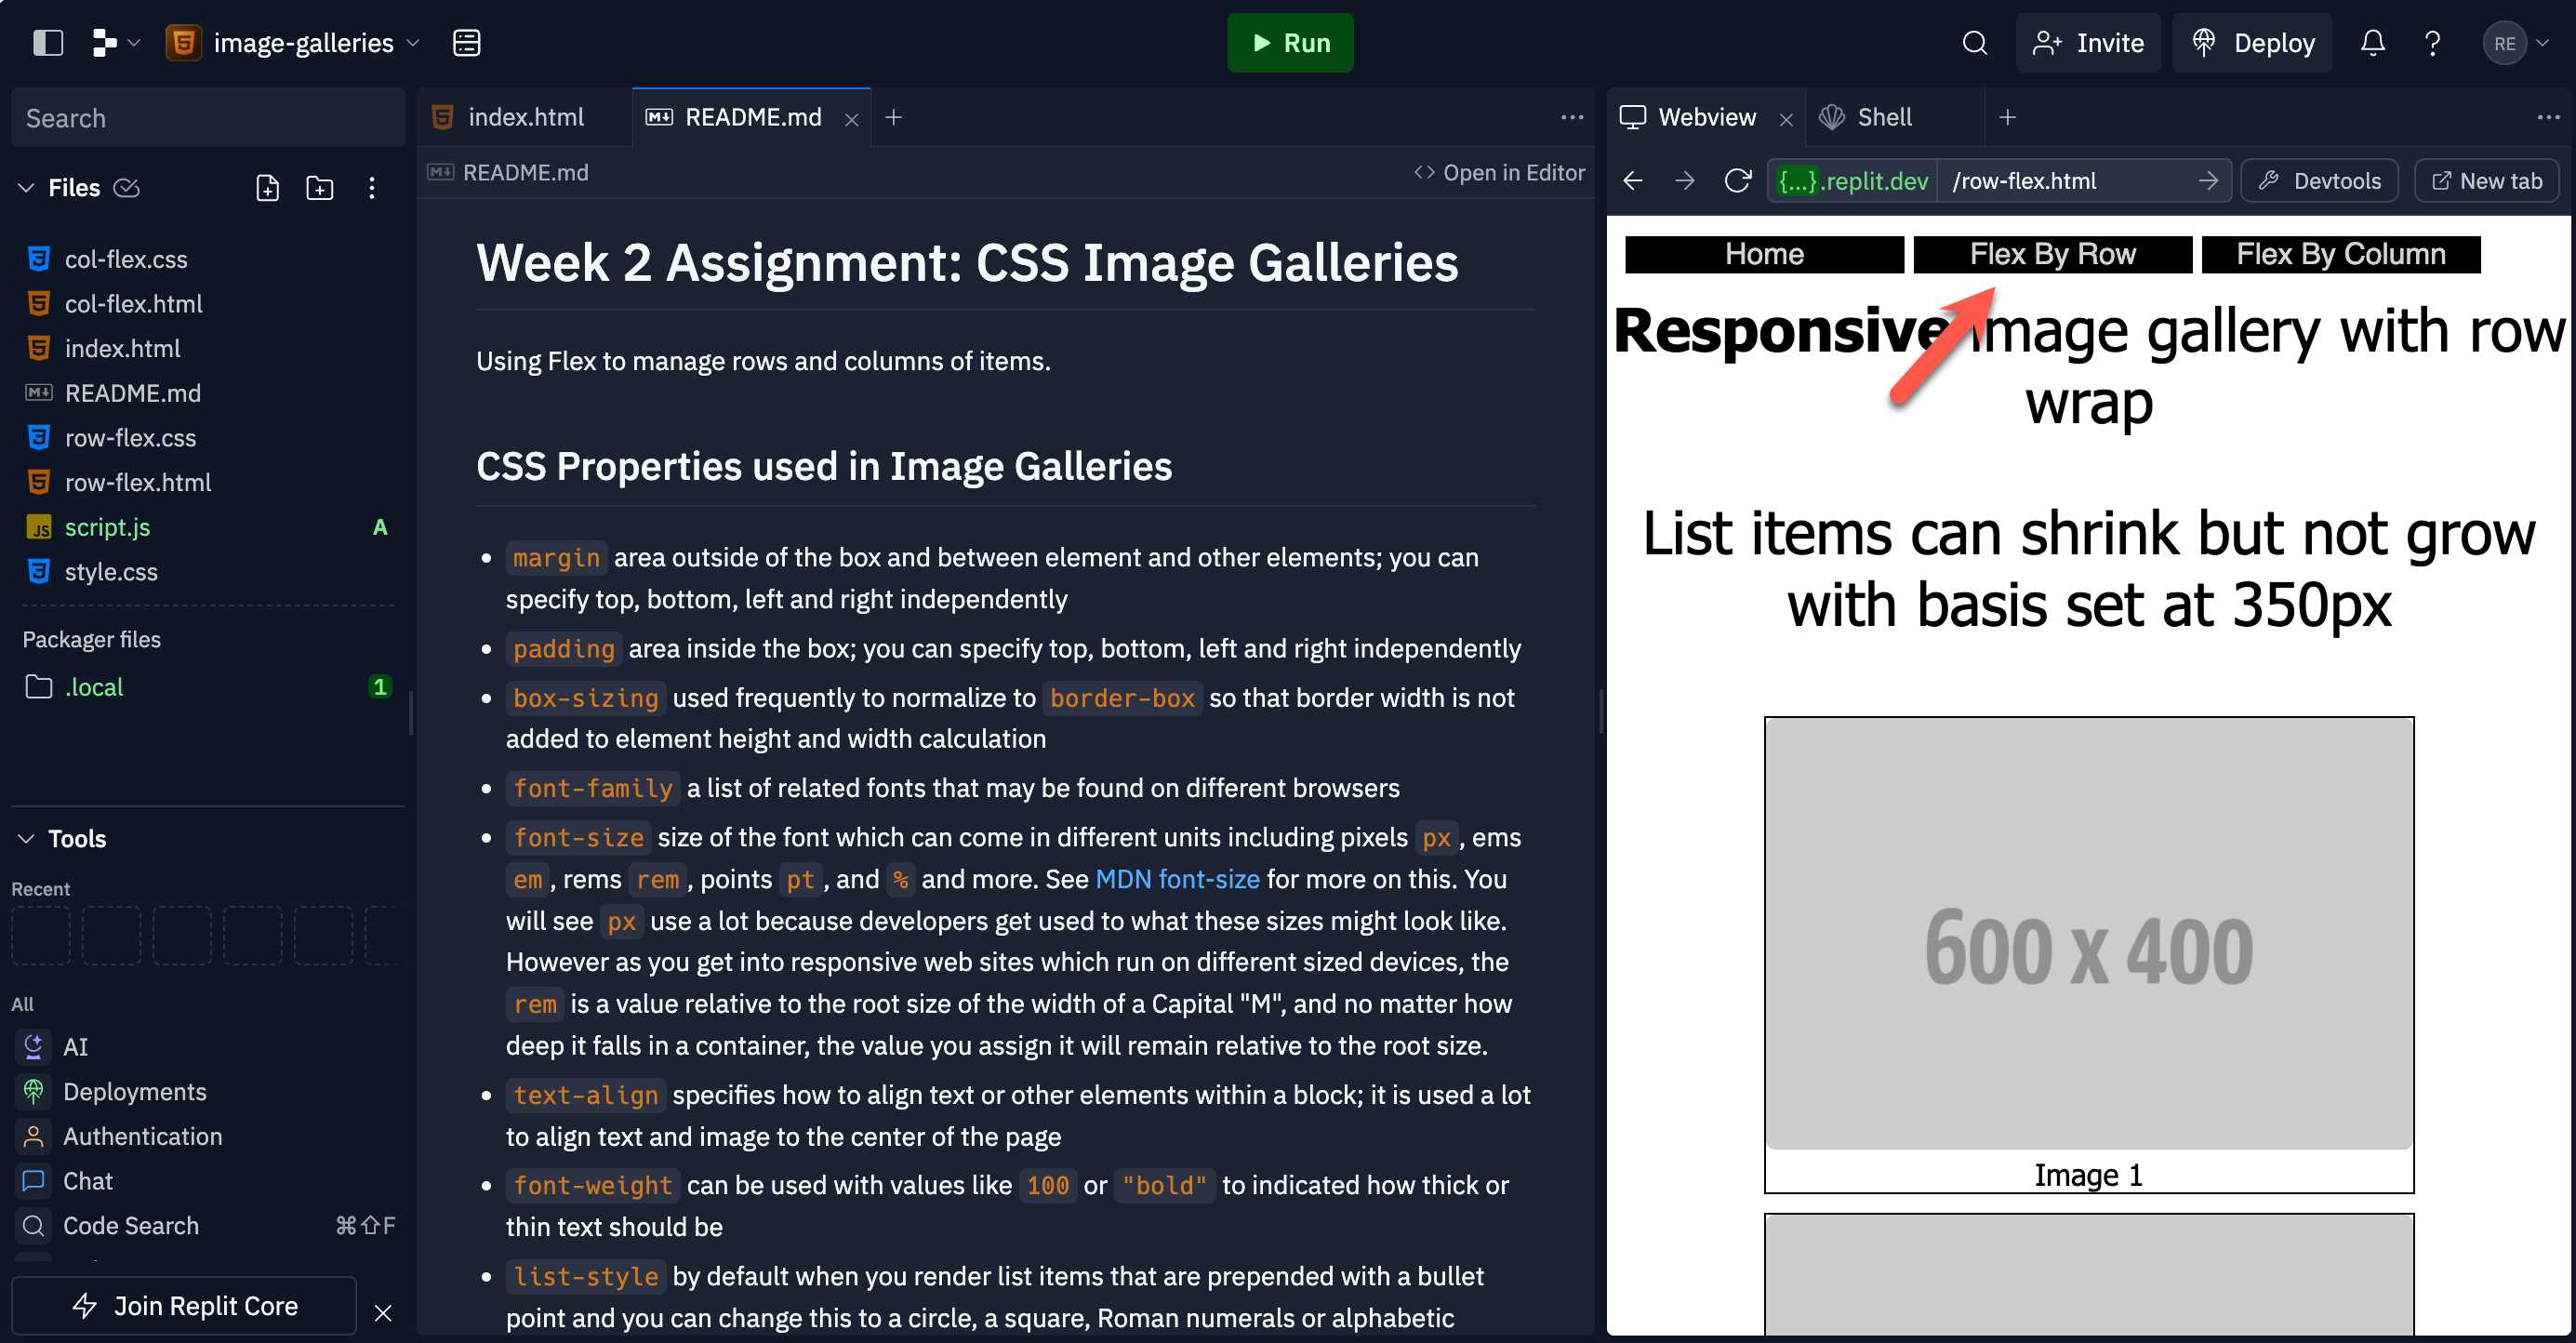 image-galleries
Run
Invite
Deploy
RE
Search
Files
col-flex.css
col-flex.html
index.html
README.md
row-flex.css
row-flex.html
JS script.js A
style.css
Packager files
.local 1
Tools
Recent
All
AI
Deployments
Authentication
Chat
Code Search ⌘⇧F
Join Replit Core
index.html
README.md
README.md
<> Open in Editor
Week 2 Assignment: CSS Image Galleries
Using Flex to manage rows and columns of items.
CSS Properties used in Image Galleries
margin area outside of the box and between element and other elements; you can
specify top, bottom, left and right independently
padding area inside the box; you can specify top, bottom, left and right independently
box-sizing used frequently to normalize to border-box so that border width is not
added to element height and width calculation
font-family a list of related fonts that may be found on different browsers
font-size size of the font which can come in different units including pixels px, ems
em, rems rem, points pt, and % and more. See MDN font-size for more on this. You
will see px use a lot because developers get used to what these sizes might look like.
However as you get into responsive web sites which run on different sized devices, the
rem is a value relative to the root size of the width of a Capital "M", and no matter how
deep it falls in a container, the value you assign it will remain relative to the root size.
text-align specifies how to align text or other elements within a block; it is used a lot
to align text and image to the center of the page
font-weight can be used with values like 100 or "bold" to indicated how thick or
thin text should be
list-style by default when you render list items that are prepended with a bullet
point and you can change this to a circle, a square, Roman numerals or alphabetic
Webview
Shell
{...}.replit.dev /row-flex.html
Devtools
New tab
Home
Flex By Row
Flex By Column
Responsive image gallery with row
wrap
List items can shrink but not grow
with basis set at 350px
600 x 400
Image 1